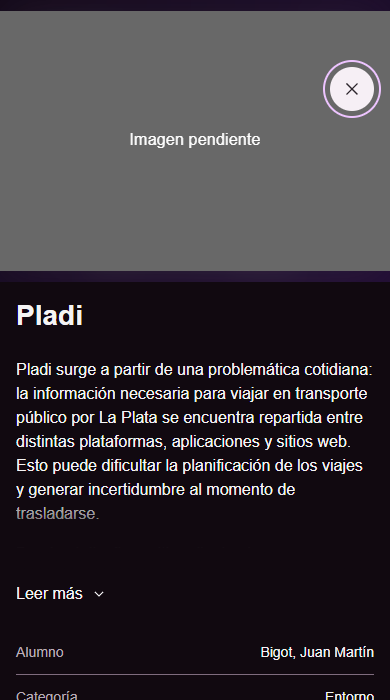 Imagen pendiente
Pladi
Pladi surge a partir de una problemática cotidiana:
la información necesaria para viajar en transporte
público por La Plata se encuentra repartida entre
distintas plataformas, aplicaciones y sitios web.
Esto puede dificultar la planificación de los viajes
y generar incertidumbre al momento de
trasladarse.
Leer más
Alumno Bigot, Juan Martín
Categoría Entorno